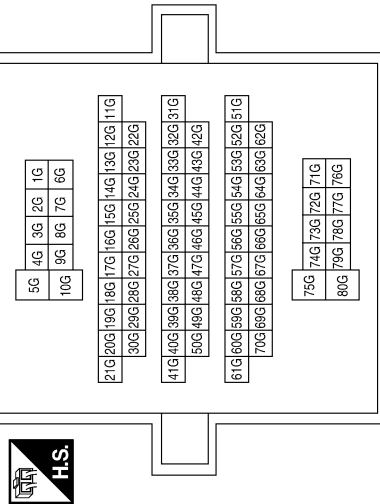 5G 4G 3G 2G 1G
10G 9G 8G 7G 6G
21G 20G 19G 18G 17G 16G 15G 14G 13G 12G 11G
30G 29G 28G 27G 26G 25G 24G 23G 22G
41G 40G 39G 38G 37G 36G 35G 34G 33G 32G 31G
50G 49G 48G 47G 46G 45G 44G 43G 42G
61G 60G 59G 58G 57G 56G 55G 54G 53G 52G 51G
70G 69G 68G 67G 66G 65G 64G 63G 62G
75G 74G 73G 72G 71G
80G 79G 78G 77G 76G
H.S.